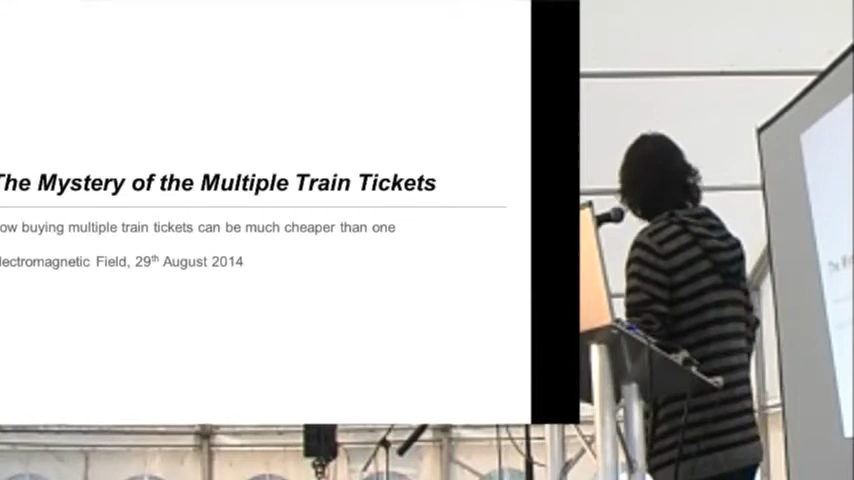 The Mystery of the Multiple Train Tickets
ow buying multiple train tickets can be much cheaper than one
lectromagnetic Field, 29th August 2014